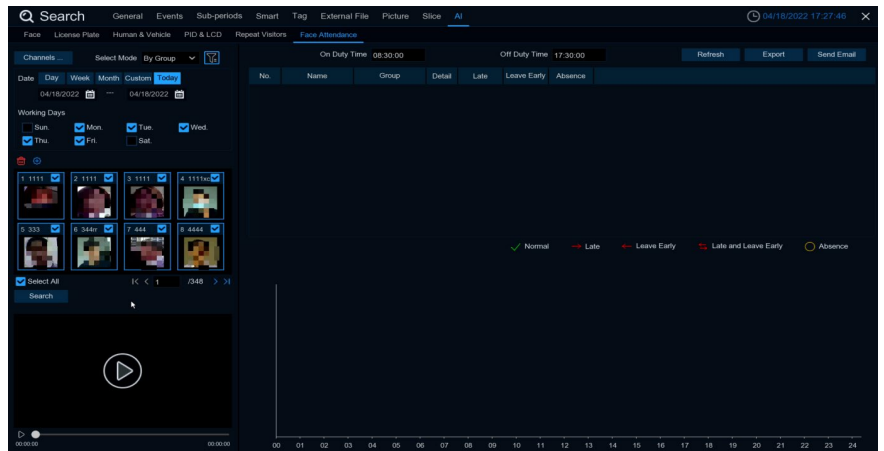 Search General Events Sub-periods Smart Tag External File Picture Slice AI 04/18/2022 17:27:46
Face License Plate Human & Vehicle PID & LCD Repeat Visitors Face Attendance
Channels ... Select Mode By Group
On Duty Time 08:30:00 Off Duty Time 17:30:00 Refresh Export Send Email
Date Day Week Month Custom Today
No. Name Group Detail Late Leave Early Absence
04/18/2022 --- 04/18/2022
Working Days
Sun. Mon. Tue. Wed.
Thu. Fri. Sat.
1 1111 2 1111 3 1111 4 1111
5 333 6 344rr 7 444 8 4444
Normal Late Leave Early Late and Leave Early Absence
Select All 1 /348
Search
00:00:00 00:00:00
00 01 02 03 04 05 06 07 08 09 10 11 12 13 14 15 16 17 18 19 20 21 22 23 24